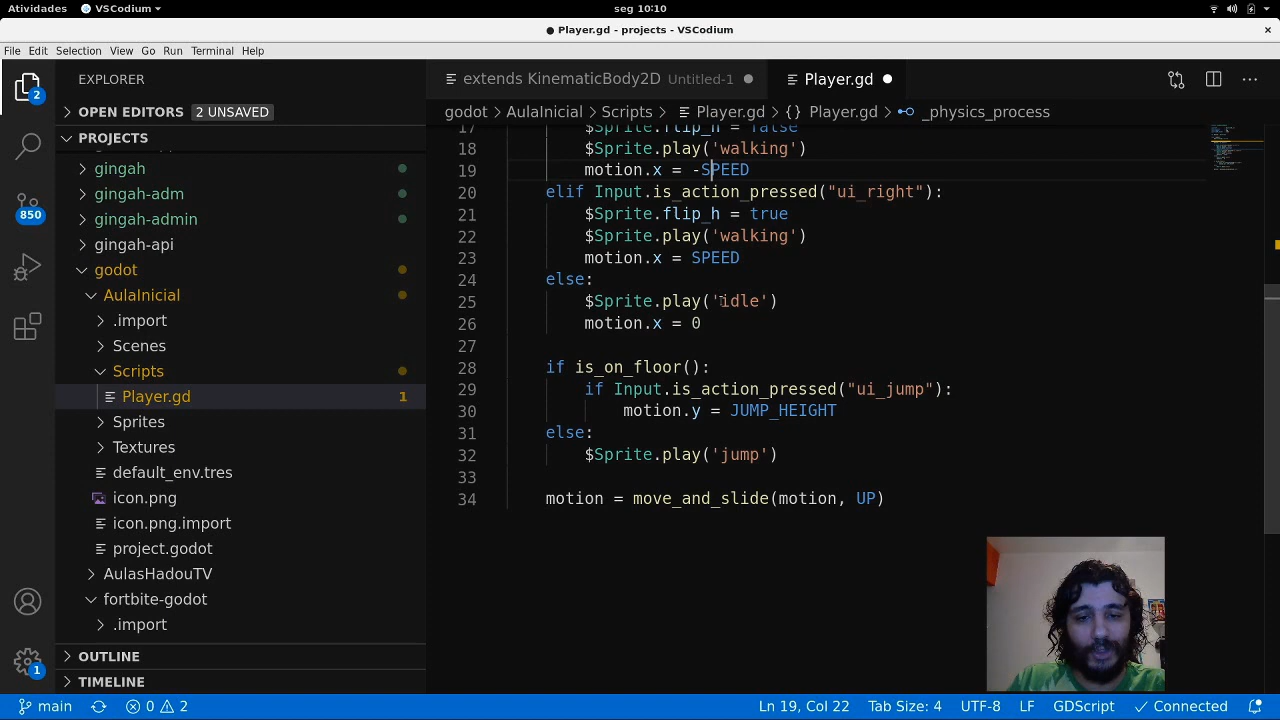 Atividades
VSCodium
seg 10:10
Player.gd - projects - VSCodium
×
File Edit Selection View Go Run Terminal Help
2
850
1
EXPLORER
OPEN EDITORS 2 UNSAVED
PROJECTS
gingah
gingah-adm
gingah-admin
gingah-api
godot
AulaInicial
.import
Scenes
Scripts
Player.gd 1
Sprites
Textures
default_env.tres
icon.png
icon.png.import
project.godot
AulasHadouTV
fortbite-godot
.import
OUTLINE
TIMELINE
extends KinematicBody2D Untitled-1
Player.gd
godot > AulaInicial > Scripts > Player.gd > {} Player.gd > _physics_process
17 $Sprite.flip_h = false
18 $Sprite.play('walking')
19 motion.x = -SPEED
20 elif Input.is_action_pressed("ui_right"):
21 $Sprite.flip_h = true
22 $Sprite.play('walking')
23 motion.x = SPEED
24 else:
25 $Sprite.play('idle')
26 motion.x = 0
27
28 if is_on_floor():
29 if Input.is_action_pressed("ui_jump"):
30 motion.y = JUMP_HEIGHT
31 else:
32 $Sprite.play('jump')
33
34 motion = move_and_slide(motion, UP)
main 0 2 Ln 19, Col 22 Tab Size: 4 UTF-8 LF GDScript Connected